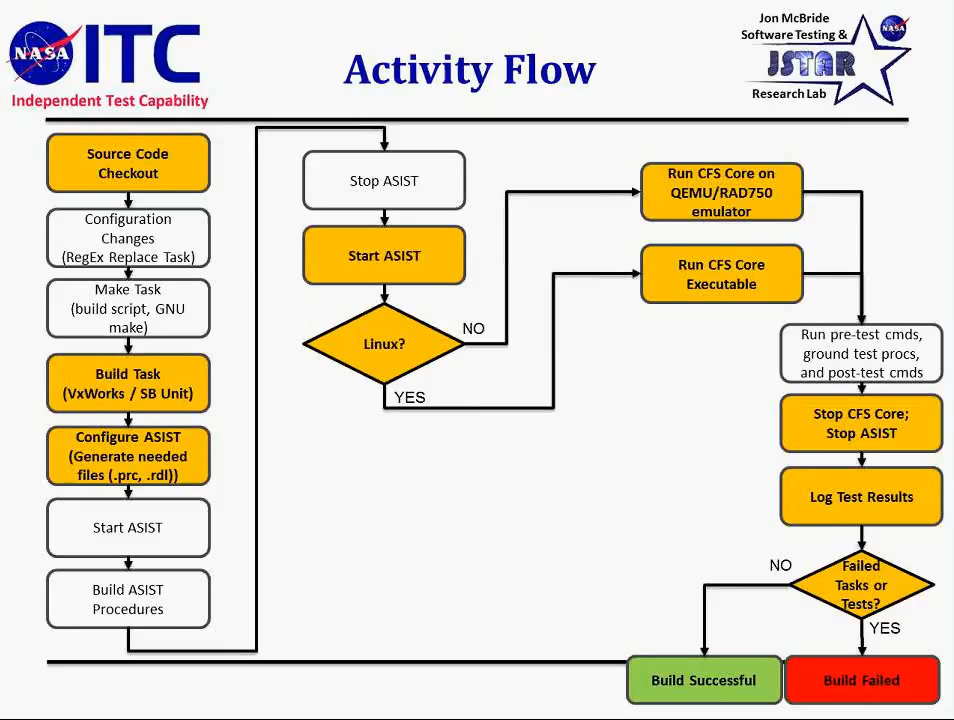 NASA
ITC
Independent Test Capability
Activity Flow
Jon McBride
Software Testing &
NASA
JSTAR
Research Lab
Source Code
Checkout
Configuration
Changes
(RegEx Replace Task)
Make Task
(build script, GNU
make)
Build Task
(VxWorks / SB Unit)
Configure ASIST
(Generate needed
files (.prc, .rdl))
Start ASIST
Build ASIST
Procedures
Stop ASIST
Start ASIST
Linux?
NO
YES
Run CFS Core on
QEMU/RAD750
emulator
Run CFS Core
Executable
Run pre-test cmds,
ground test procs,
and post-test cmds
Stop CFS Core;
Stop ASIST
Log Test Results
Failed
Tasks or
Tests?
NO
YES
Build Successful
Build Failed